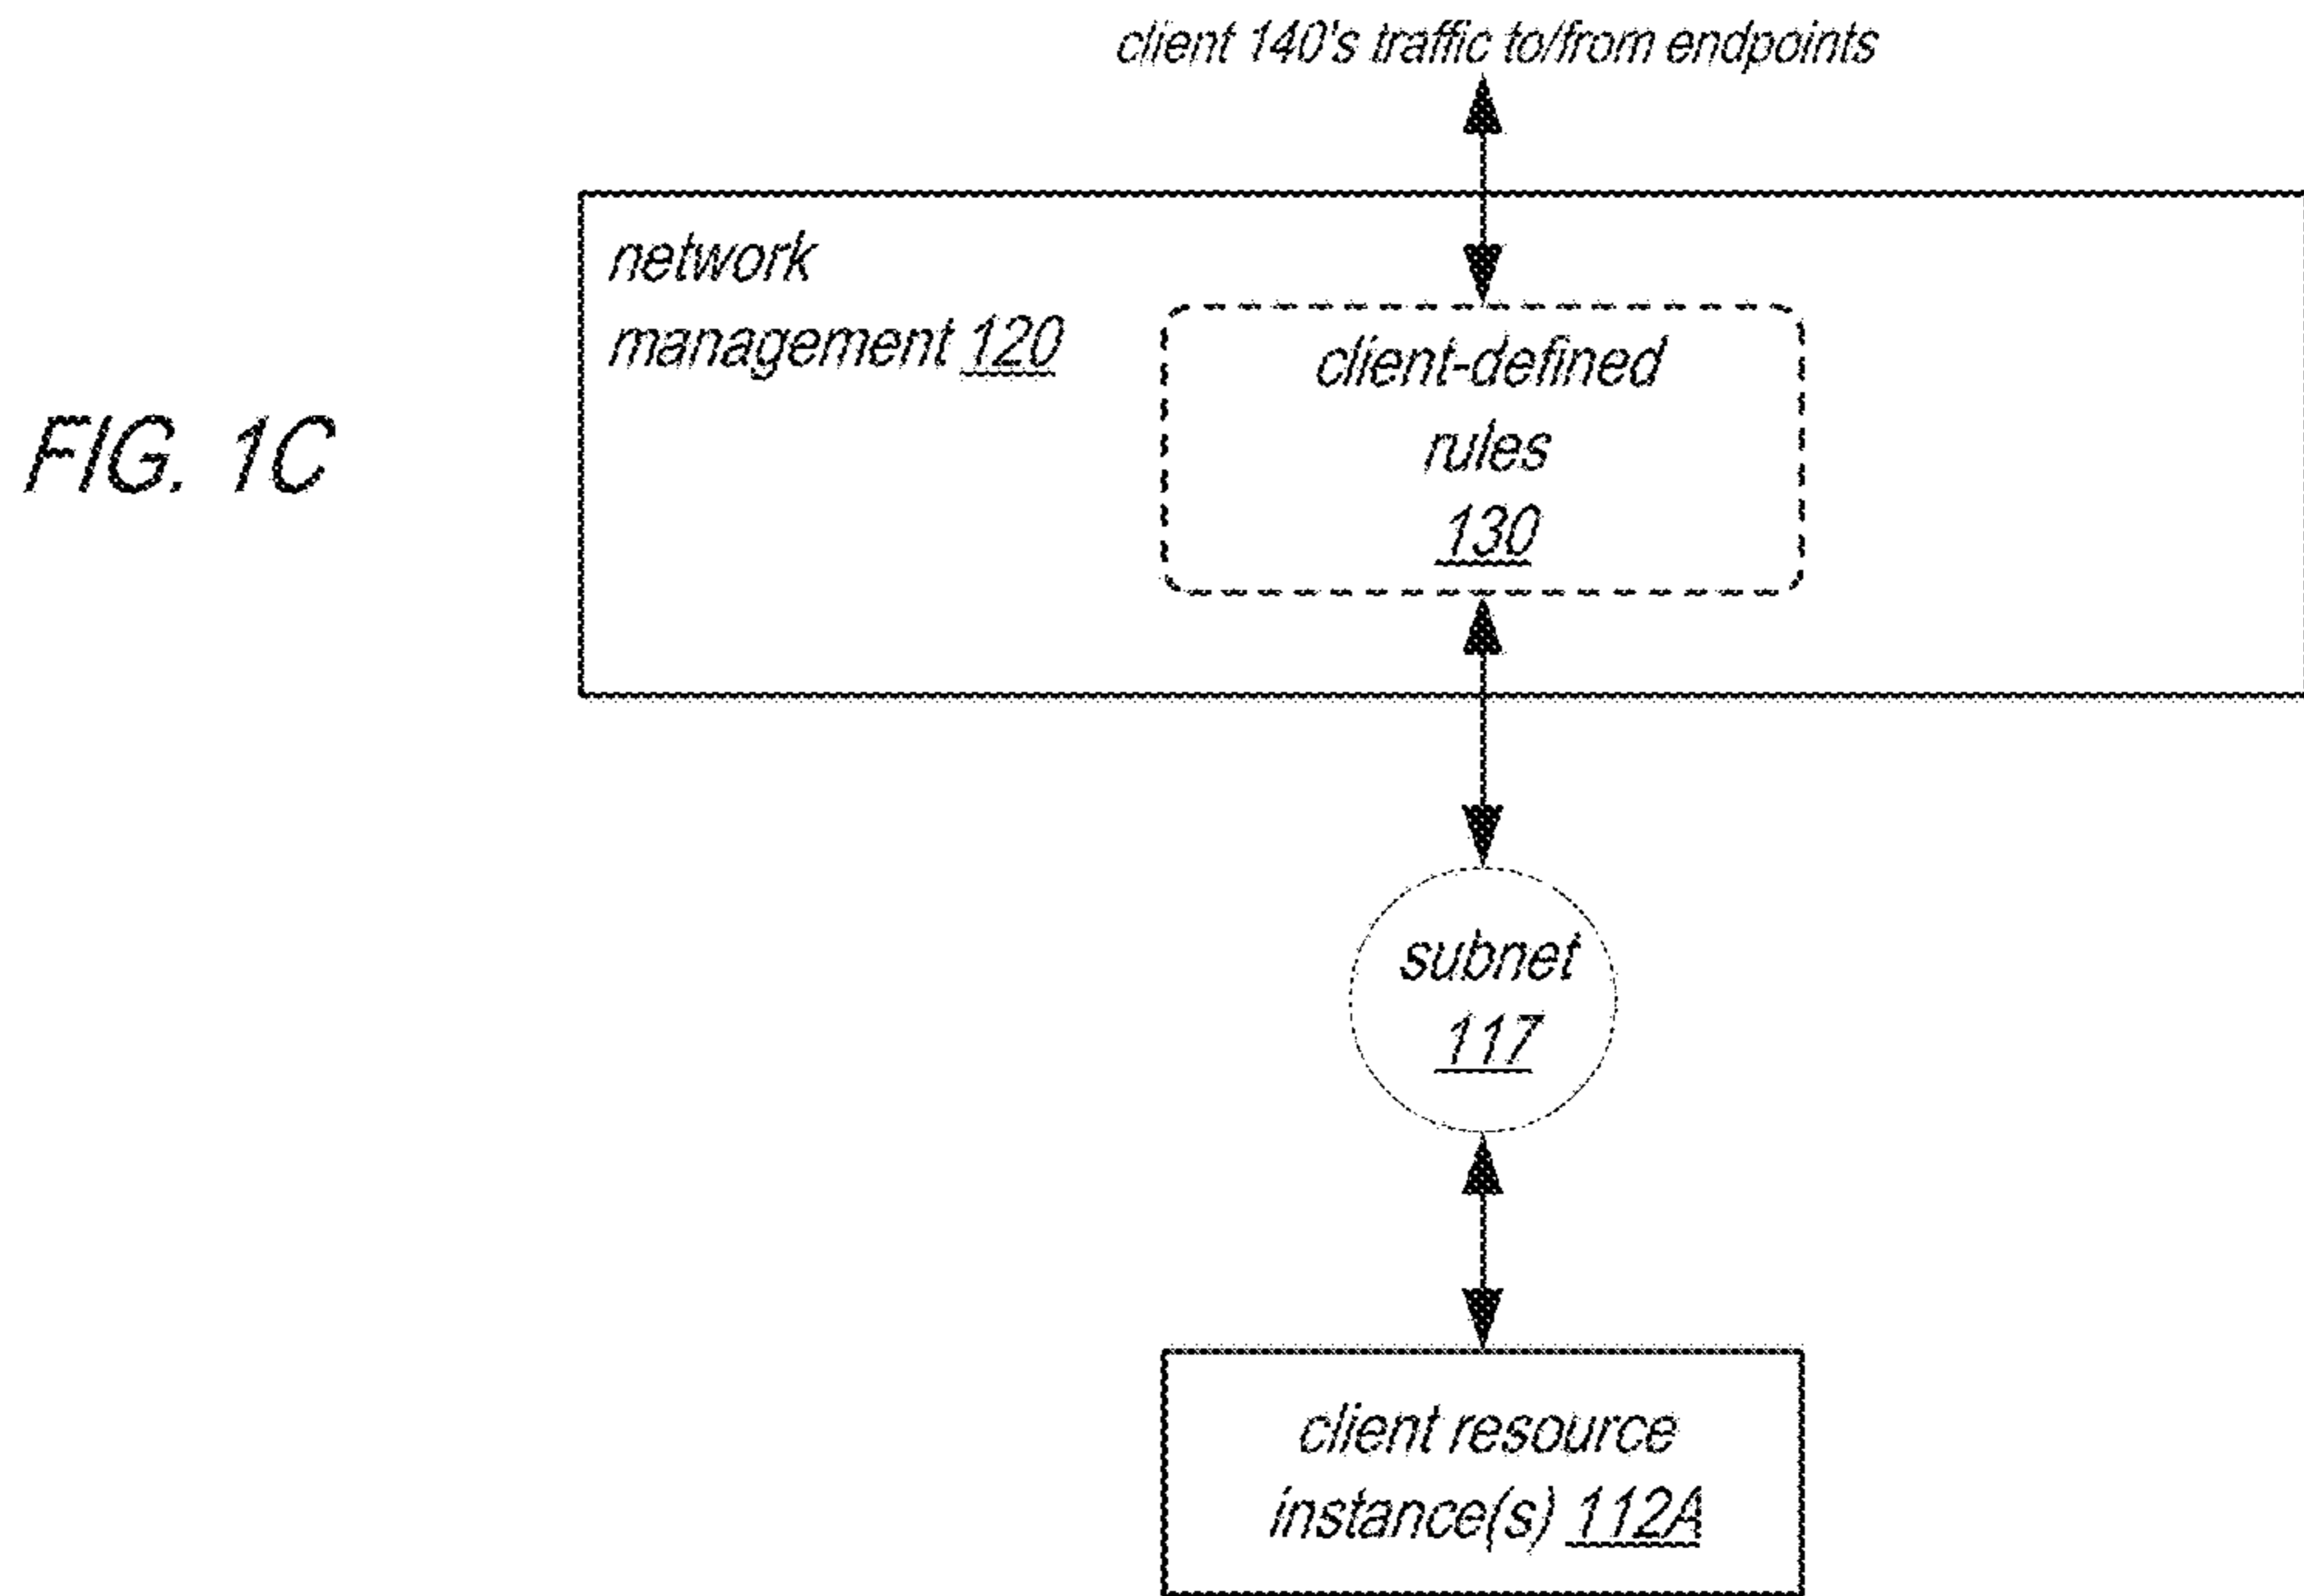 client 140's traffic to/from endpoints
network
management 120
client-defined
rules
130
FIG. 1C
subnet
117
client resource
instance(s) 112A